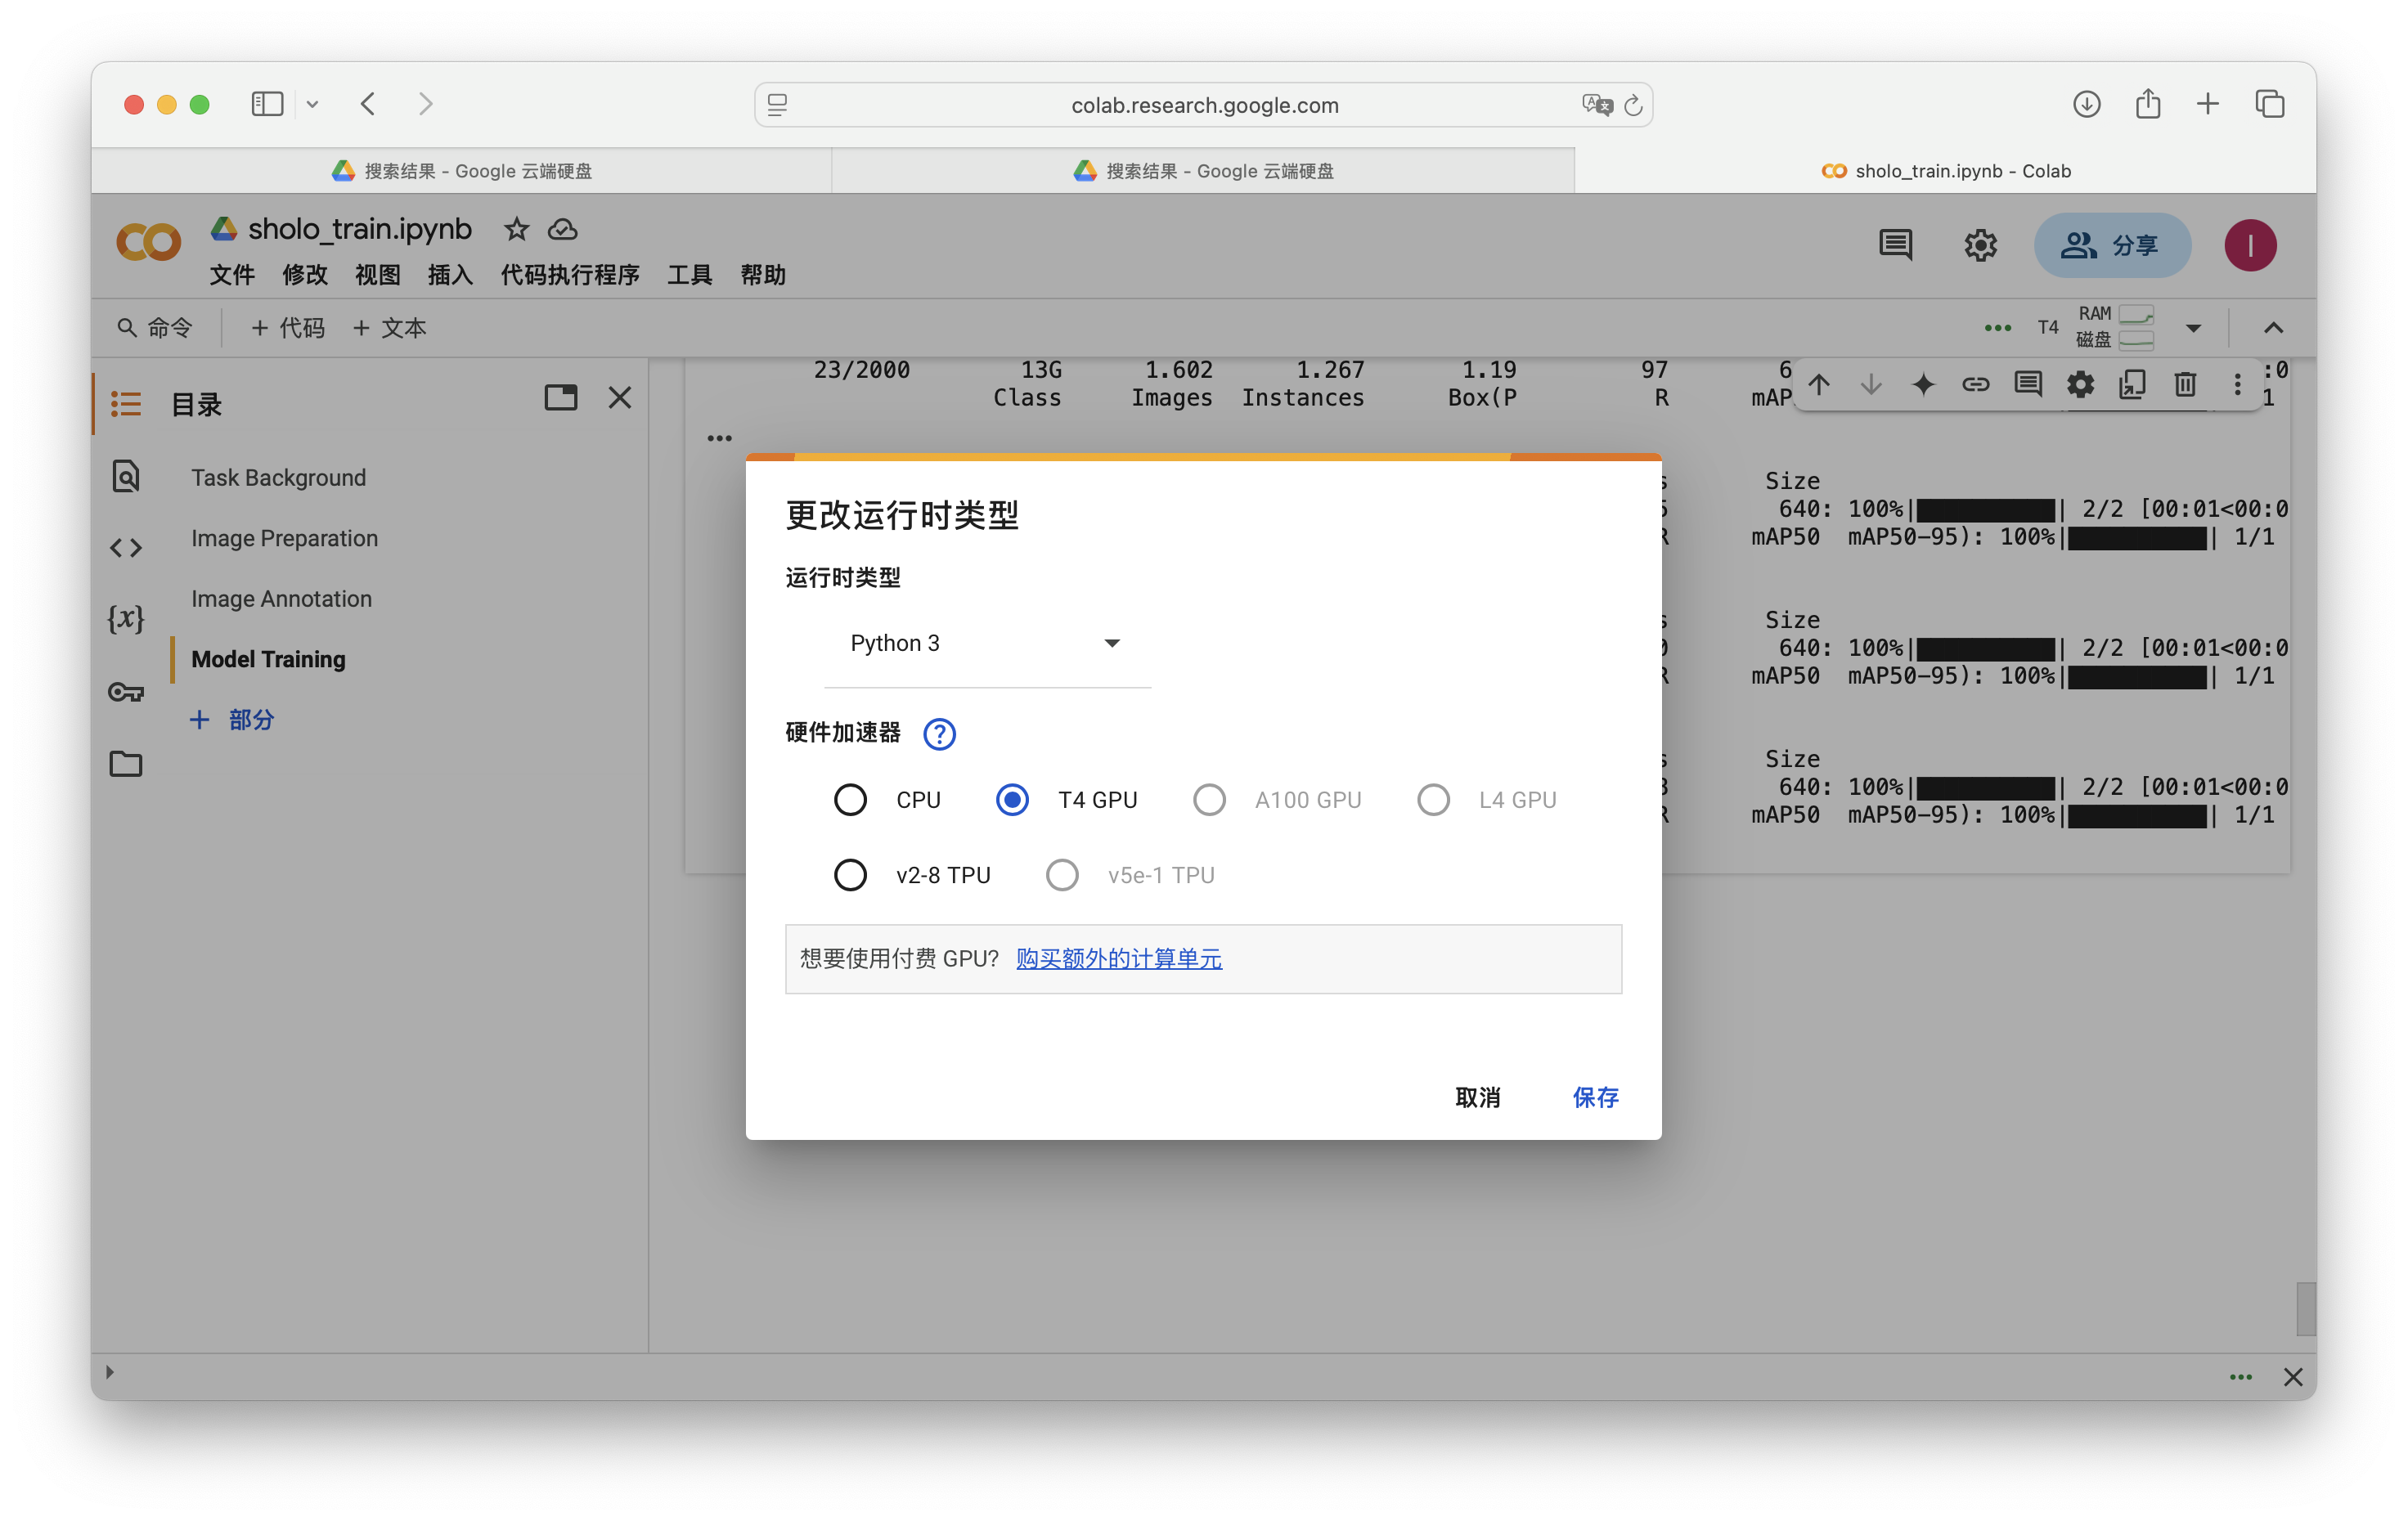 colab.research.google.com
搜索结果 - Google 云端硬盘
搜索结果 - Google 云端硬盘
sholo_train.ipynb - Colab
sholo_train.ipynb
文件 修改 视图 插入 代码执行程序 工具 帮助
分享
I
命令 + 代码 + 文本
T4
RAM
磁盘
目录
Task Background
Image Preparation
Image Annotation
Model Training
+ 部分
{x}
23/2000 13G 1.602 1.267 1.19 97 6 :0
Class Images Instances Box(P R mAP 1
s Size
640: 100%|██████████| 2/2 [00:01<00:0
R mAP50 mAP50-95): 100%|██████████| 1/1
s Size
0 640: 100%|██████████| 2/2 [00:01<00:0
R mAP50 mAP50-95): 100%|██████████| 1/1
s Size
3 640: 100%|██████████| 2/2 [00:01<00:0
R mAP50 mAP50-95): 100%|██████████| 1/1
更改运行时类型
运行时类型
Python 3
硬件加速器 ?
CPU T4 GPU A100 GPU L4 GPU
v2-8 TPU v5e-1 TPU
想要使用付费 GPU? 购买额外的计算单元
取消 保存